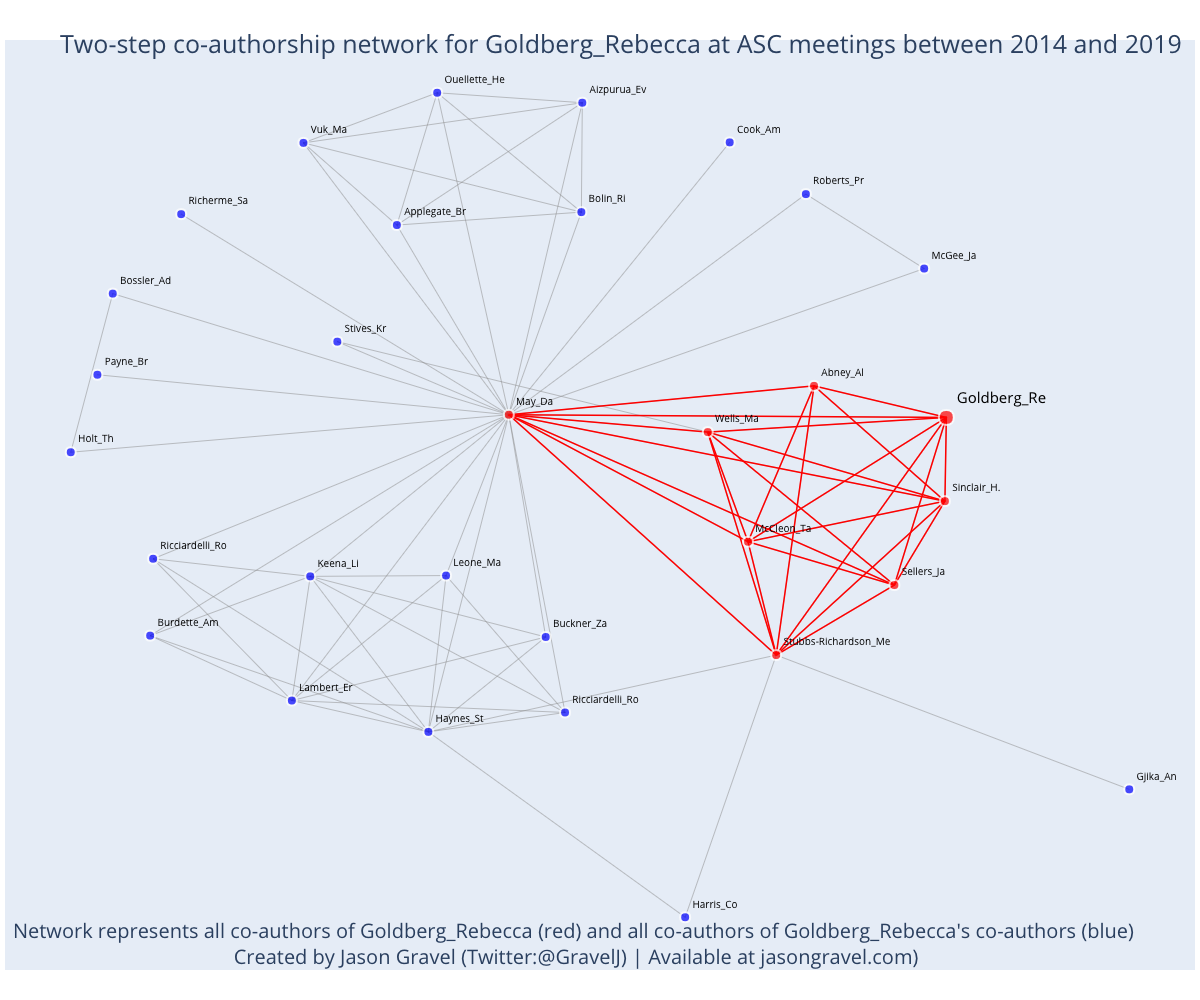 Two-step co-authorship network for Goldberg_Rebecca at ASC meetings between 2014 and 2019
Ouellette_He
Aizpurua_Ev
Vuk_Ma
Cook_Am
Roberts_Pr
Richerme_Sa
Bolin_Ri
Applegate_Br
McGee_Ja
Bossler_Ad
Stives_Kr
Payne_Br
Abney_Al
May_Da
Goldberg_Re
Wells_Ma
Holt_Th
Sinclair_H.
McCleon_Ta
Ricciardelli_Ro
Keena_Li
Leone_Ma
Sellers_Ja
Burdette_Am
Buckner_Za
Stubbs-Richardson_Me
Lambert_Er
Ricciardelli_Ro
Haynes_St
Gjika_An
Harris_Co
Network represents all co-authors of Goldberg_Rebecca (red) and all co-authors of Goldberg_Rebecca's co-authors (blue)
Created by Jason Gravel (Twitter:@GravelJ) | Available at jasongravel.com)